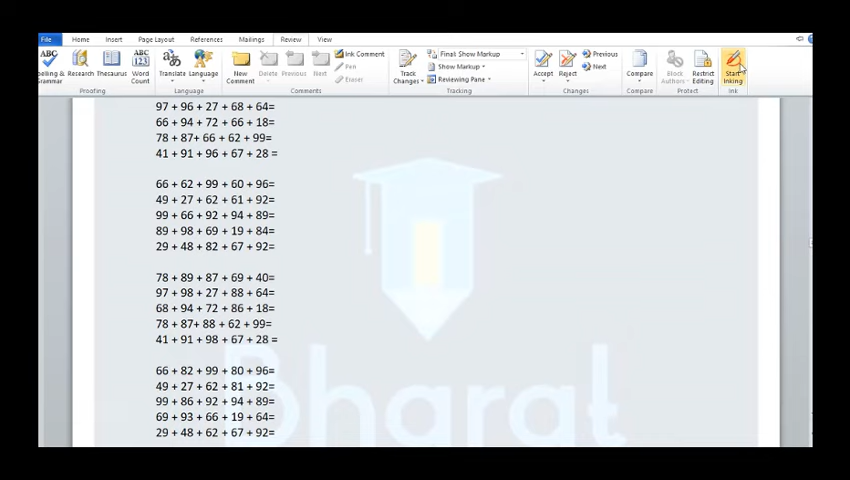 File Home Insert Page Layout References Mailings Review View
ABC Spelling & Grammar Research Thesaurus ABC 123 Word Count Translate Language New Comment Delete Previous Next Ink Comment Pen Eraser Track Changes Final: Show Markup Show Markup Reviewing Pane Accept Reject Previous Next Compare Block Authors Restrict Editing Start Inking
Proofing Language Comments Tracking Changes Compare Protect Ink
97 + 96 + 27 + 68 + 64=
66 + 94 + 72 + 66 + 18=
78 + 87+ 66 + 62 + 99=
41 + 91 + 96 + 67 + 28 =
66 + 62 + 99 + 60 + 96=
49 + 27 + 62 + 61 + 92=
99 + 66 + 92 + 94 + 89=
89 + 98 + 69 + 19 + 84=
29 + 48 + 82 + 67 + 92=
78 + 89 + 87 + 69 + 40=
97 + 98 + 27 + 88 + 64=
68 + 94 + 72 + 86 + 18=
78 + 87+ 88 + 62 + 99=
41 + 91 + 98 + 67 + 28 =
66 + 82 + 99 + 80 + 96=
49 + 27 + 62 + 81 + 92=
99 + 86 + 92 + 94 + 89=
69 + 93 + 66 + 19 + 64=
29 + 48 + 62 + 67 + 92=
Bharat